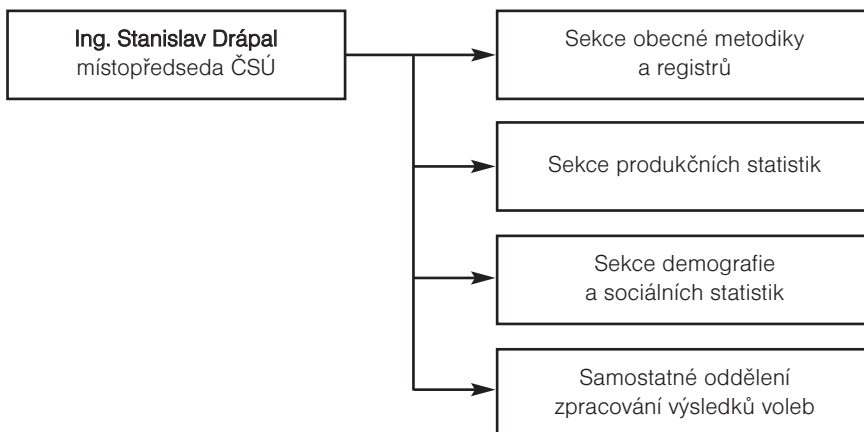 Ing. Stanislav Drápal
místopředseda ČSÚ
Sekce obecné metodiky
a registrů
Sekce produkčních statistik
Sekce demografie
a sociálních statistik
Samostatné oddělení
zpracování výsledků voleb